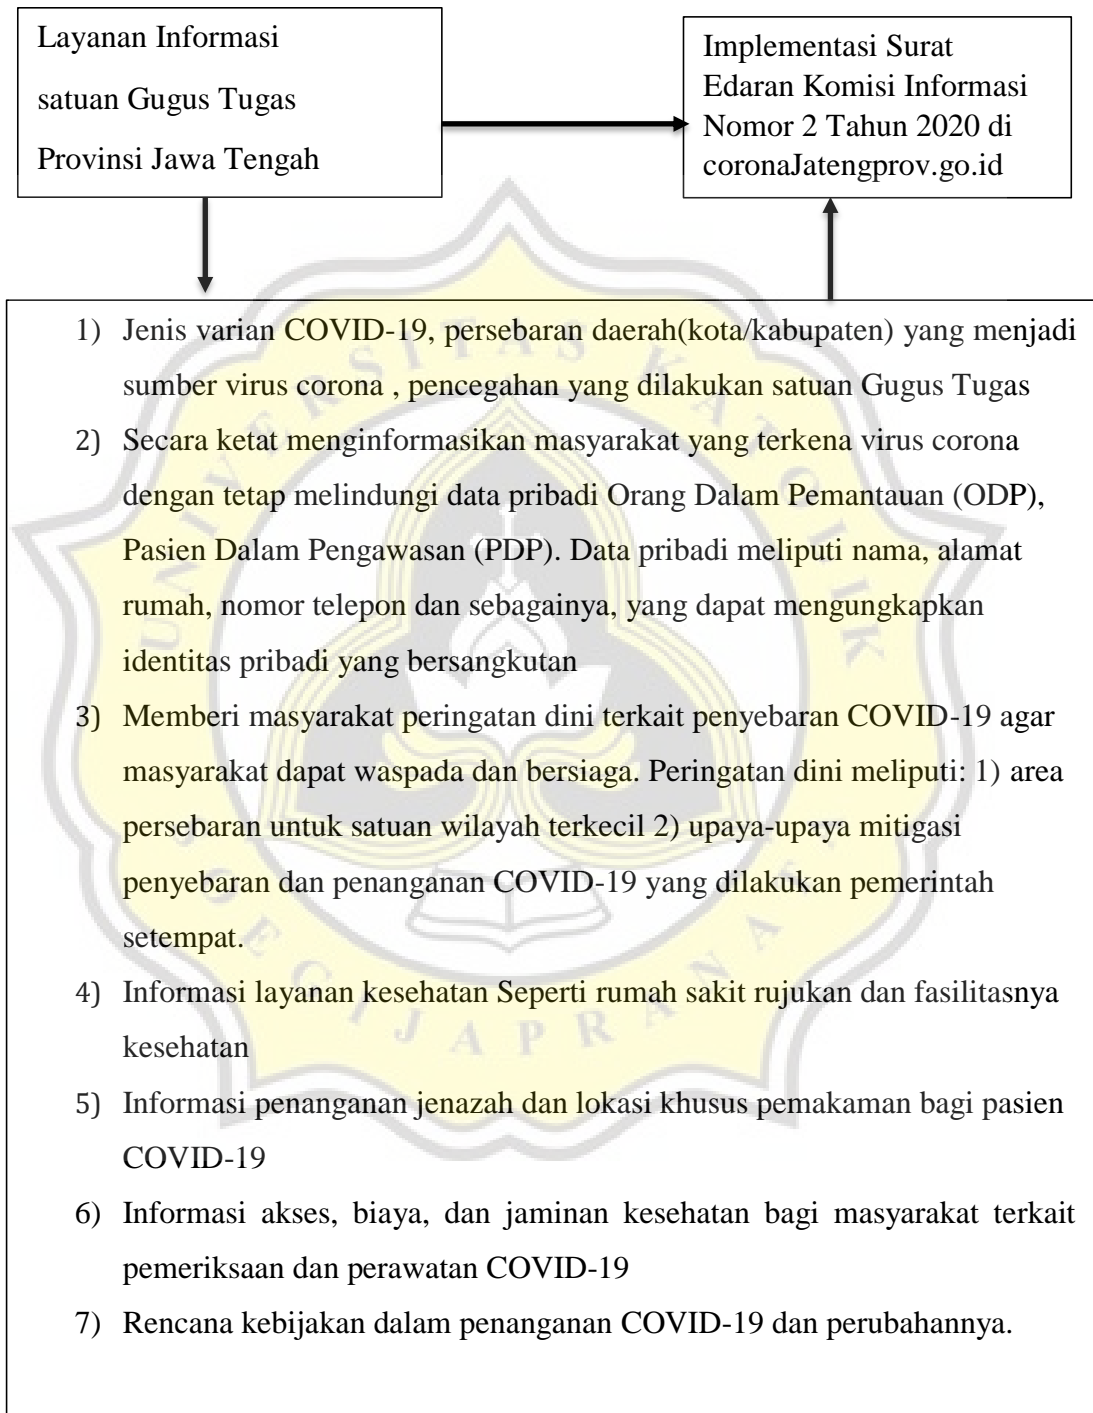 Layanan Informasi
satuan Gugus Tugas
Provinsi Jawa Tengah
Implementasi Surat
Edaran Komisi Informasi
Nomor 2 Tahun 2020 di
coronaJatengprov.go.id
1) Jenis varian COVID-19, persebaran daerah(kota/kabupaten) yang menjadi
sumber virus corona , pencegahan yang dilakukan satuan Gugus Tugas
2) Secara ketat menginformasikan masyarakat yang terkena virus corona
dengan tetap melindungi data pribadi Orang Dalam Pemantauan (ODP),
Pasien Dalam Pengawasan (PDP). Data pribadi meliputi nama, alamat
rumah, nomor telepon dan sebagainya, yang dapat mengungkapkan
identitas pribadi yang bersangkutan
3) Memberi masyarakat peringatan dini terkait penyebaran COVID-19 agar
masyarakat dapat waspada dan bersiaga. Peringatan dini meliputi: 1) area
persebaran untuk satuan wilayah terkecil 2) upaya-upaya mitigasi
penyebaran dan penanganan COVID-19 yang dilakukan pemerintah
setempat.
4) Informasi layanan kesehatan Seperti rumah sakit rujukan dan fasilitasnya
kesehatan
5) Informasi penanganan jenazah dan lokasi khusus pemakaman bagi pasien
COVID-19
6) Informasi akses, biaya, dan jaminan kesehatan bagi masyarakat terkait
pemeriksaan dan perawatan COVID-19
7) Rencana kebijakan dalam penanganan COVID-19 dan perubahannya.
UNIVERSITAS KATOLIK
SOEGIJAPRANATA